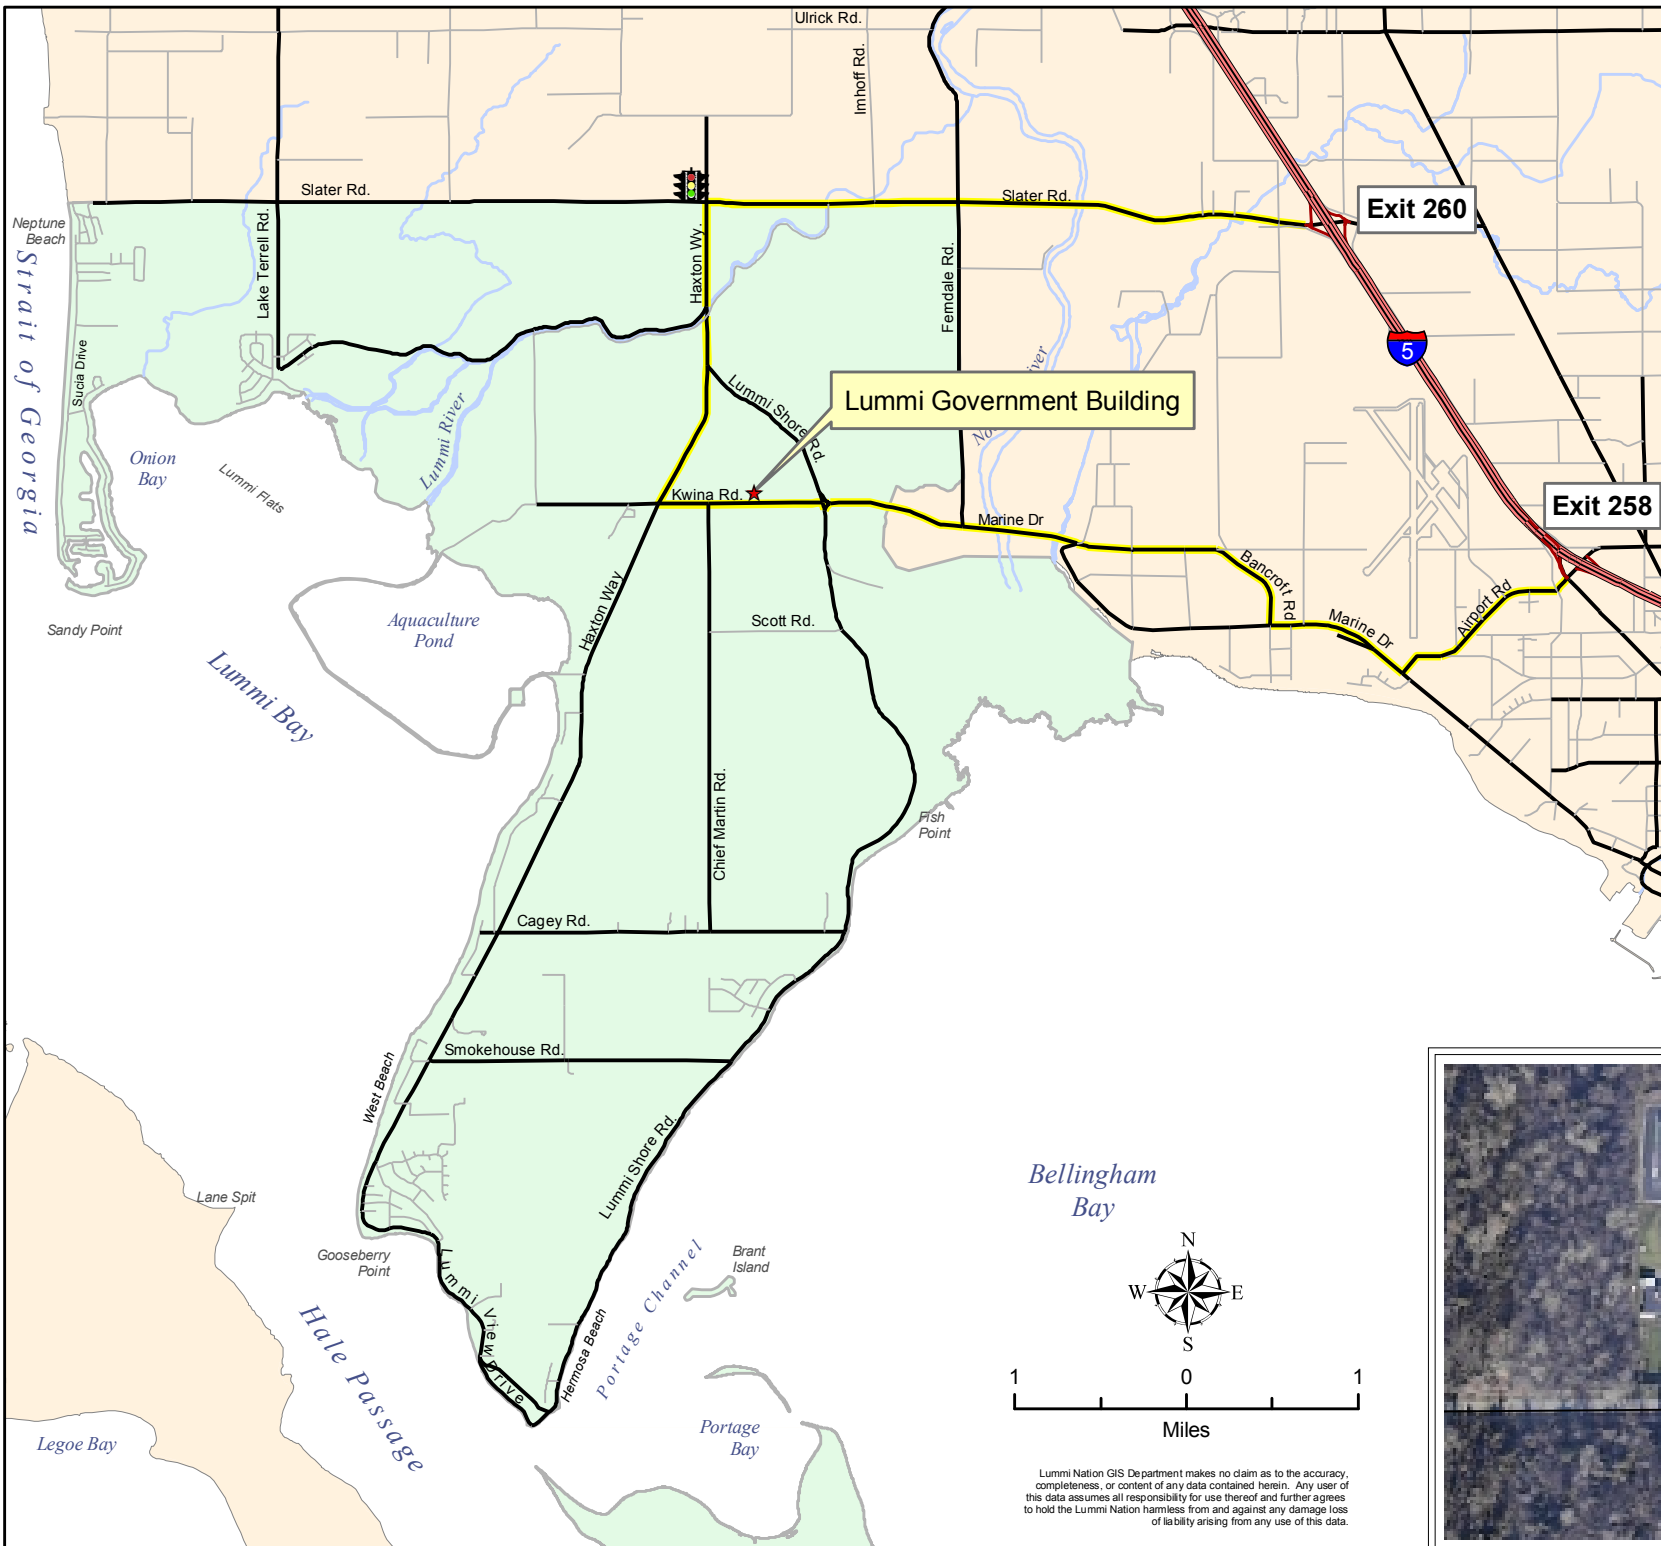 Ulrick Rd.
Imhoff Rd.
Slater Rd.
Slater Rd.
Exit 260
Neptune
Beach
Lake Terrell Rd.
Haxton Wy.
Ferndale Rd.
Strait of Georgia
Sucia Drive
5
Lummi Shore Rd.
Lummi Government Building
Onion
Bay
Lummi Flats
Lummi River
Kwina Rd.
Exit 258
Marine Dr
Bancroft Rd
Airport Rd
Marine Dr
Sandy Point
Aquaculture
Pond
Haxton Way
Scott Rd.
Lummi Bay
Chief Martin Rd.
Fish
Point
Cagey Rd.
Smokehouse Rd.
West Beach
Lummi Shore Rd.
Bellingham
Bay
Lane Spit
Gooseberry
Point
Lummi View Drive
Brant
Island
Portage Channel
Hermosa Beach
Hale Passage
N
W E
S
1 0 1
Miles
Legoe Bay
Portage
Bay
Lummi Nation GIS Department makes no claim as to the accuracy,
completeness, or content of any data contained herein. Any user of
this data assumes all responsibility for use thereof and further agrees
to hold the Lummi Nation harmless from and against any damage loss
of liability arising from any use of this data.